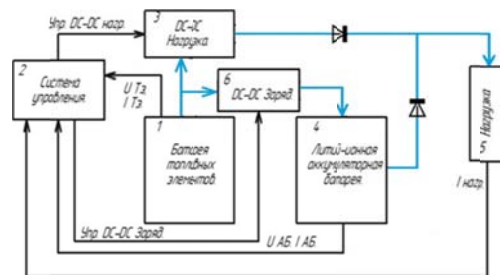 Упр. DC-DC нагр.
3
DC-DC
Нагрузка
2
Система
управления.
U Тэ.
I Тэ.
6
DC-DC Заряд.
1
Батарея
топливных
элементов.
4
Литий-ионная
аккумуляторная
батарея.
Нагрузка
5
I нагр.
Упр. DC-DC Заряд.
U АБ. I АБ.